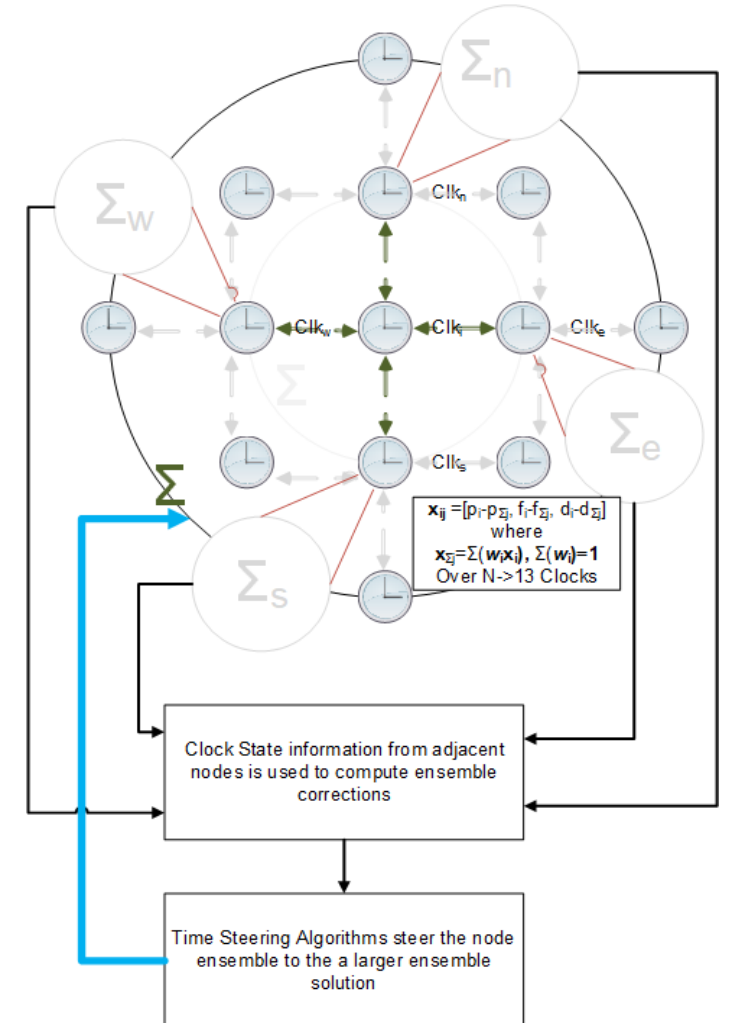 Σn
Σw
Clkn
Clkw
Clki
Clke
Σ
Σe
Clks
Σ
xij =[pi-pΣj, fi-fΣj, di-dΣj]
where
xΣj=Σ(wixi), Σ(wi)=1
Over N->13 Clocks
Σs
Clock State information from adjacent
nodes is used to compute ensemble
corrections
Time Steering Algorithms steer the node
ensemble to the a larger ensemble
solution